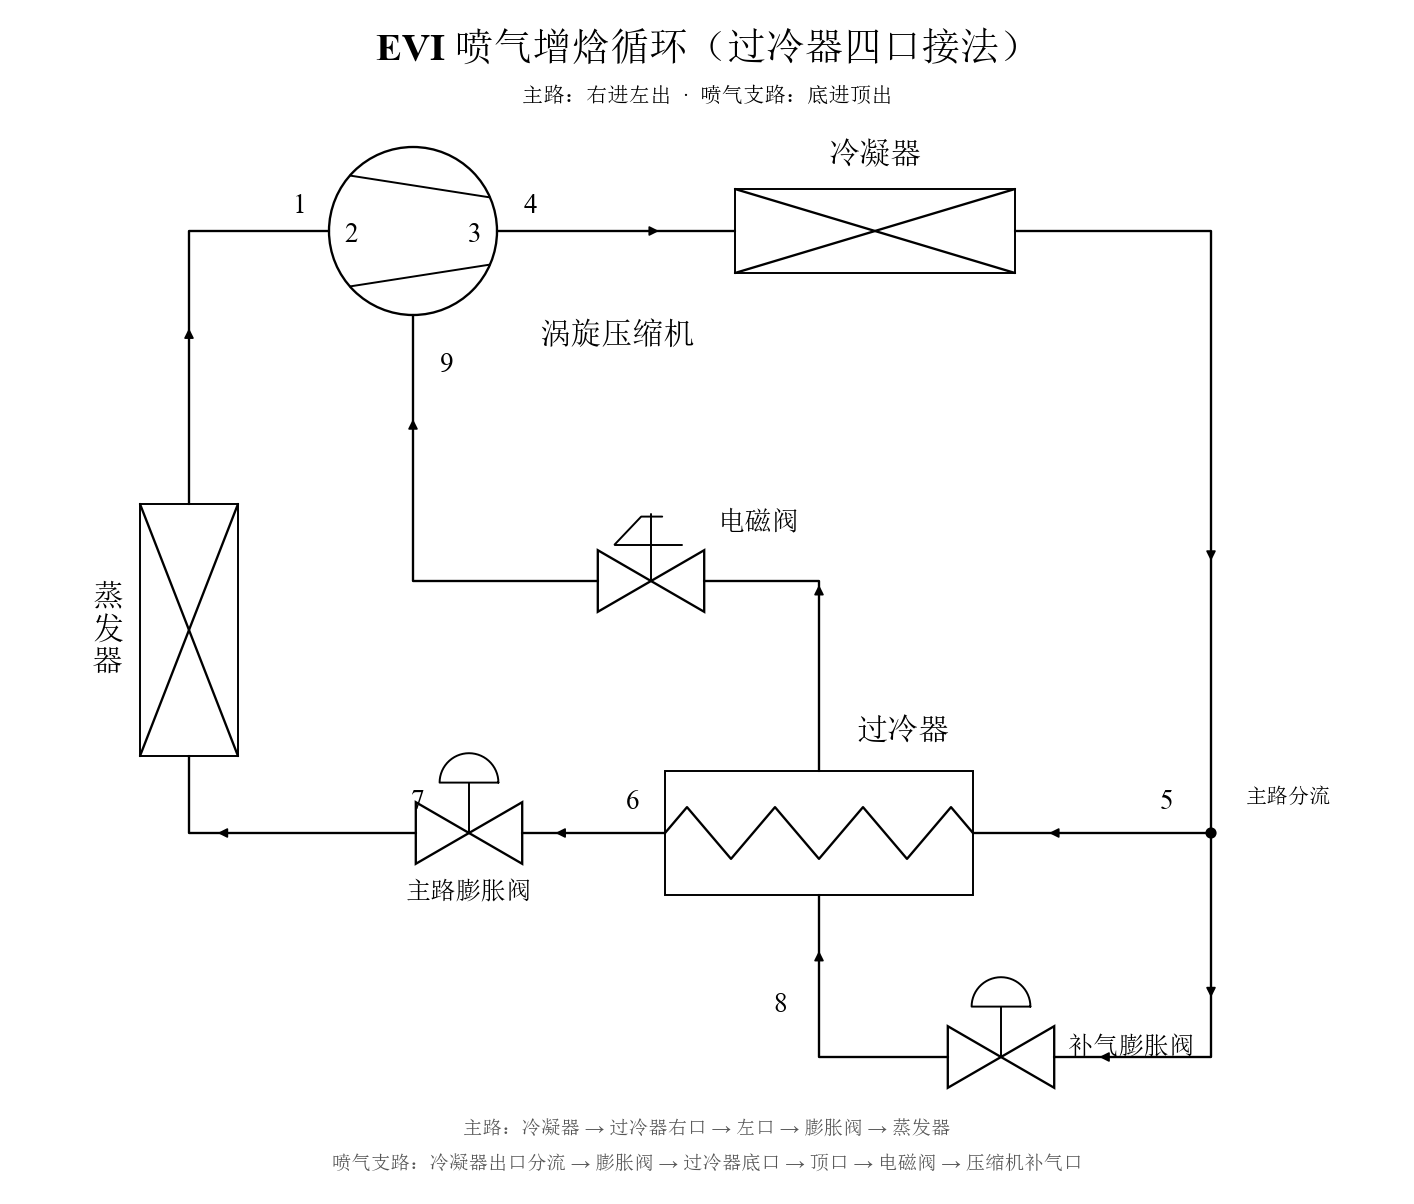 EVI 喷气增焓循环（过冷器四口接法）
主路：右进左出 · 喷气支路：底进顶出
冷凝器
1
4
2
3
涡旋压缩机
9
电磁阀
蒸发器
过冷器
7
6
5
主路分流
主路膨胀阀
8
补气膨胀阀
主路：冷凝器 → 过冷器右口 → 左口 → 膨胀阀 → 蒸发器
喷气支路：冷凝器出口分流 → 膨胀阀 → 过冷器底口 → 顶口 → 电磁阀 → 压缩机补气口